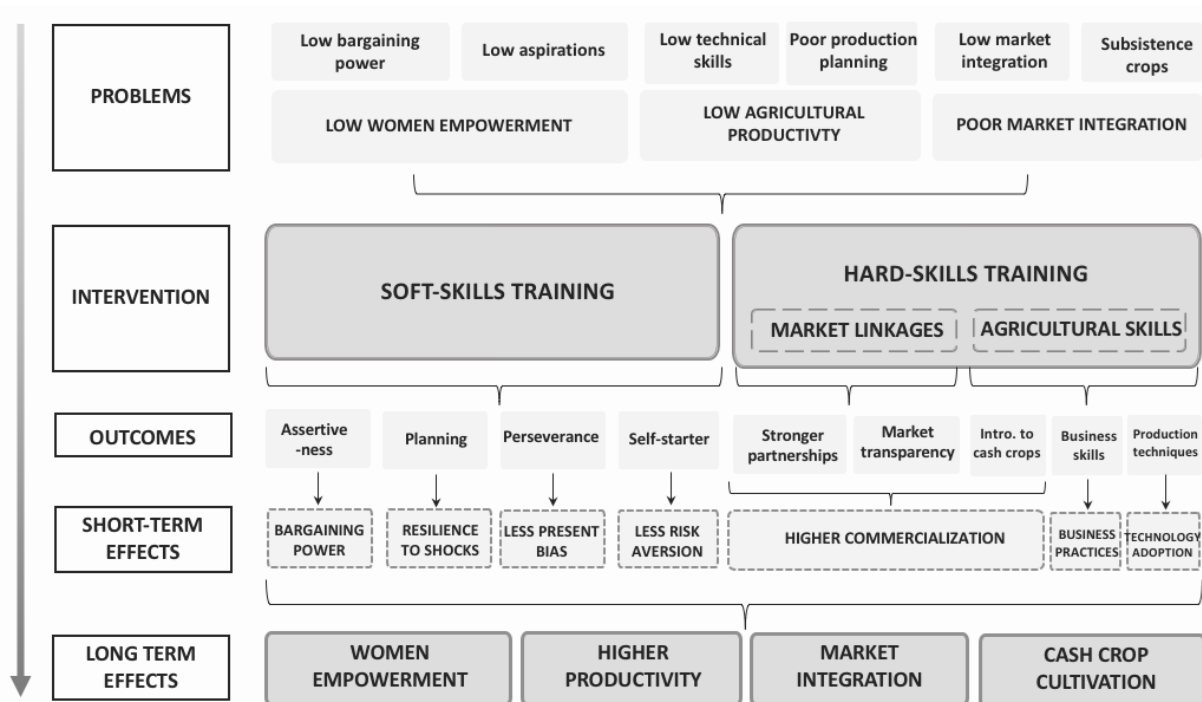 PROBLEMS
Low bargaining
power
Low aspirations
Low technical
skills
Poor production
planning
Low market
integration
Subsistence
crops
LOW WOMEN EMPOWERMENT
LOW AGRICULTURAL
PRODUCTIVTY
POOR MARKET INTEGRATION
INTERVENTION
SOFT-SKILLS TRAINING
HARD-SKILLS TRAINING
MARKET LINKAGES
AGRICULTURAL SKILLS
OUTCOMES
Assertive
-ness
Planning
Perseverance
Self-starter
Stronger
partnerships
Market
transparency
Intro. to
cash crops
Business
skills
Production
techniques
SHORT-TERM
EFFECTS
BARGAINING
POWER
RESILIENCE
TO SHOCKS
LESS PRESENT
BIAS
LESS RISK
AVERSION
HIGHER COMMERCIALIZATION
BUSINESS
PRACTICES
TECHNOLOGY
ADOPTION
LONG TERM
EFFECTS
WOMEN
EMPOWERMENT
HIGHER
PRODUCTIVITY
MARKET
INTEGRATION
CASH CROP
CULTIVATION